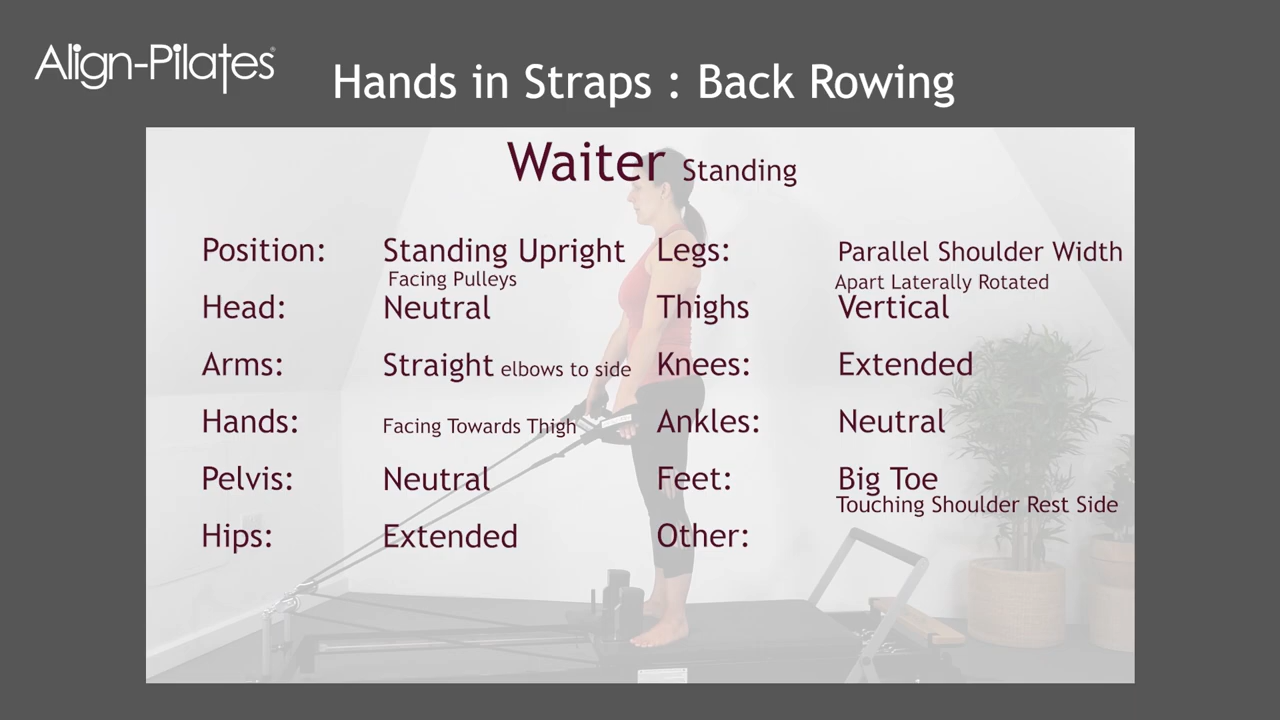 Align-Pilates®
Hands in Straps : Back Rowing
Waiter Standing
Position: Standing Upright
Facing Pulleys
Head: Neutral
Arms: Straight elbows to side
Hands: Facing Towards Thigh
Pelvis: Neutral
Hips: Extended
Legs: Parallel Shoulder Width
Apart Laterally Rotated
Thighs Vertical
Knees: Extended
Ankles: Neutral
Feet: Big Toe
Touching Shoulder Rest Side
Other: